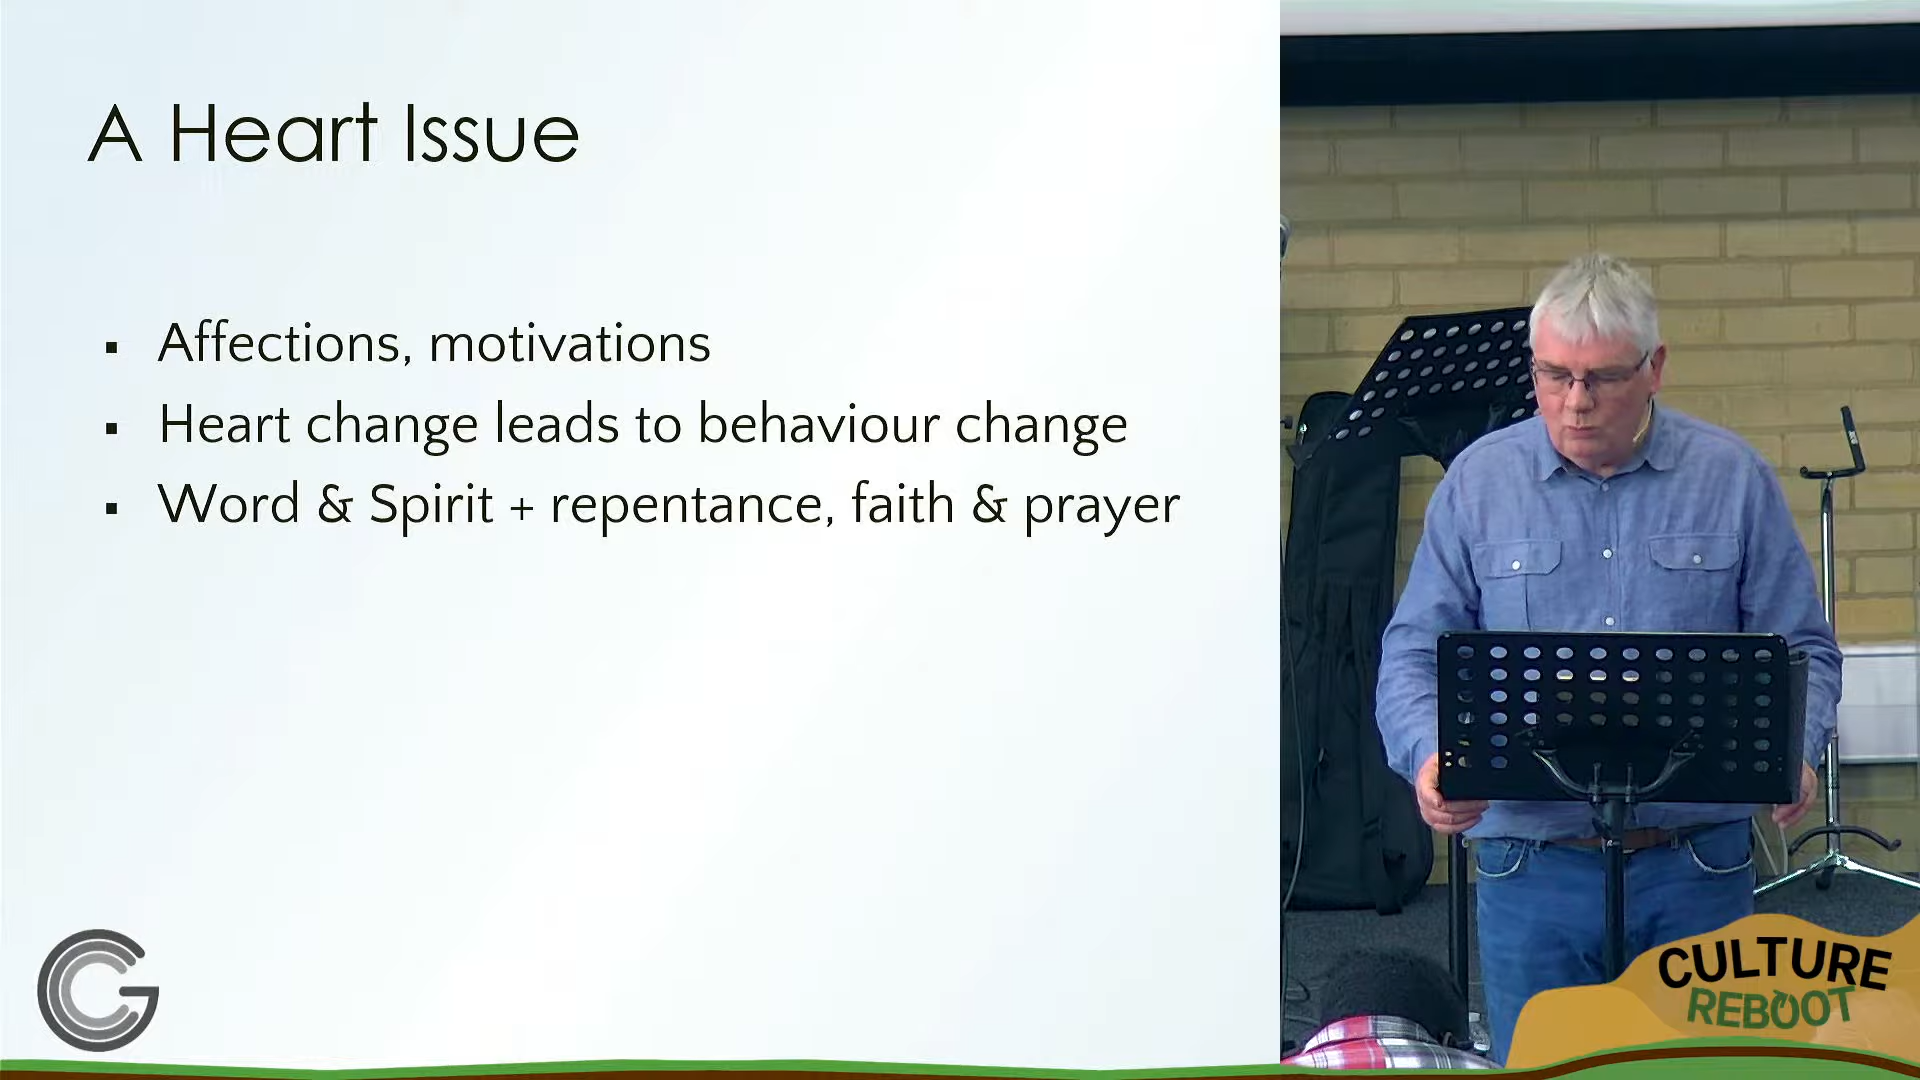 A Heart Issue
▪ Affections, motivations
▪ Heart change leads to behaviour change
▪ Word & Spirit + repentance, faith & prayer
CULTURE
REBOOT